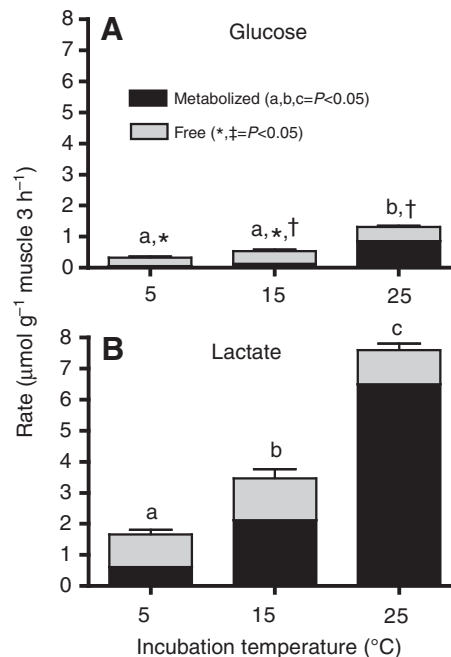 A
Glucose
Metabolized (a,b,c=P<0.05)
Free (*,‡=P<0.05)
8
7
6
5
4
3
2
1
0
a,*
a,*,†
b,†
5
15
25
B
Lactate
8
7
6
5
4
3
2
1
0
a
b
c
5
15
25
Rate (μmol g⁻¹ muscle 3 h⁻¹)
Incubation temperature (°C)